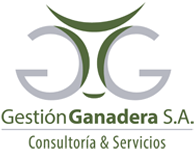 Gestión Ganadera S.A.
Consultoría & Servicios